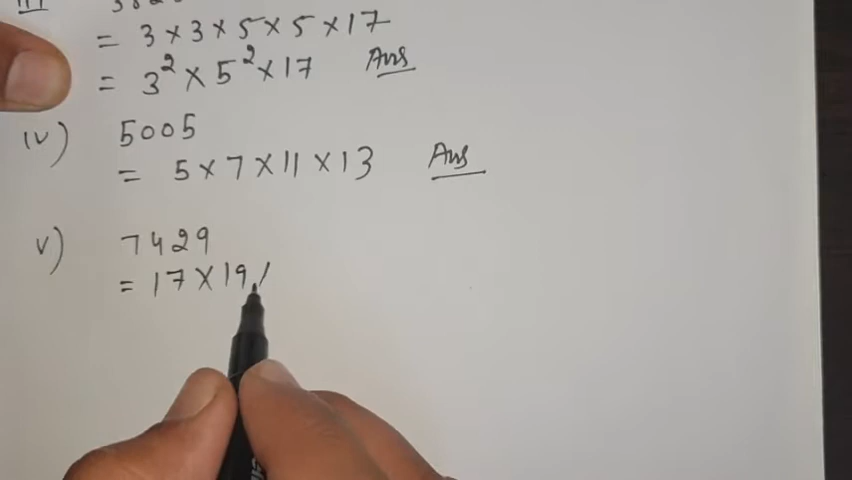 = 3 × 3 × 5 × 5 × 17
= 3² × 5² × 17 Ans
iv) 5005
= 5 × 7 × 11 × 13 Ans
v) 7429
= 17 × 19